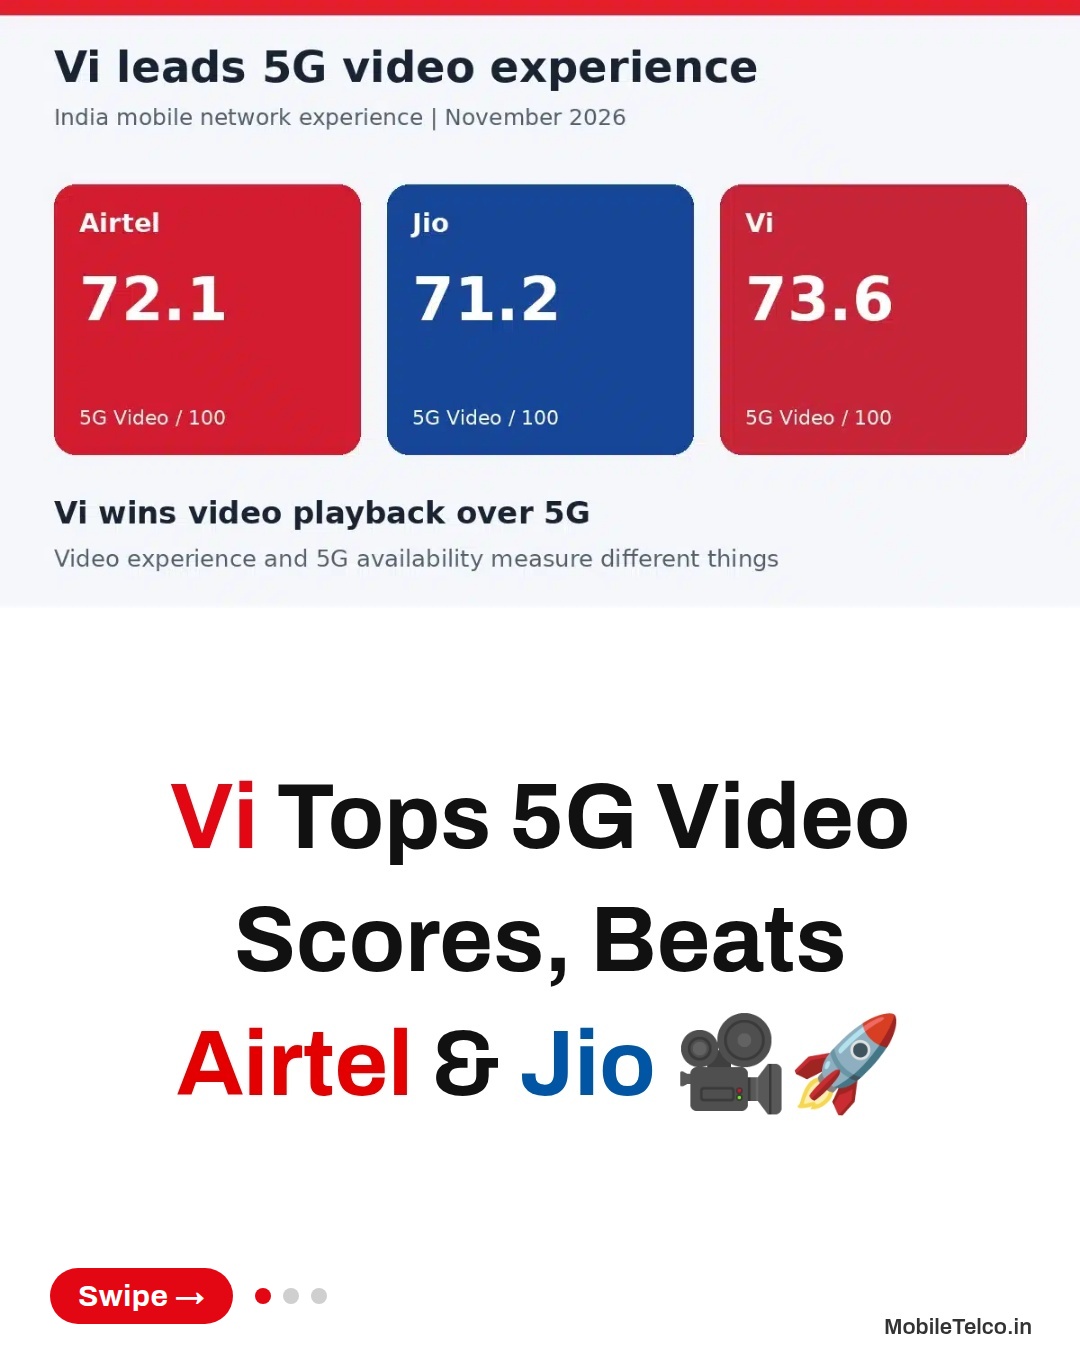 Vi leads 5G video experience
India mobile network experience | November 2026
Airtel
72.1
5G Video / 100
Jio
71.2
5G Video / 100
Vi
73.6
5G Video / 100
Vi wins video playback over 5G
Video experience and 5G availability measure different things
Vi Tops 5G Video
Scores, Beats
Airtel & Jio 🎥🚀
Swipe →
MobileTelco.in